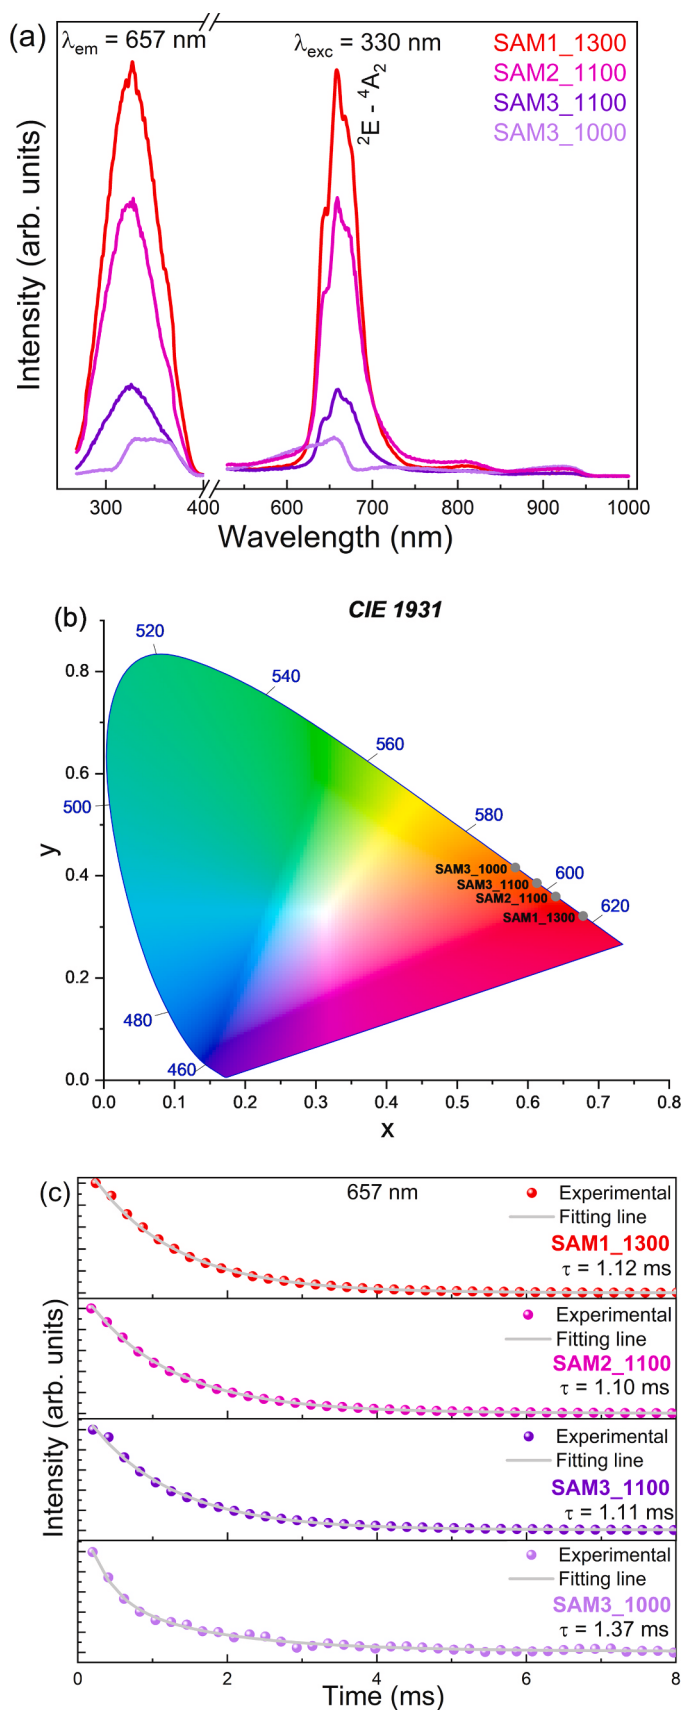 (a)
λem = 657 nm
λexc = 330 nm
SAM1_1300
SAM2_1100
SAM3_1100
SAM3_1000
²E - ⁴A₂
Intensity (arb. units)
300 400 600 700 800 900 1000
Wavelength (nm)
(b)
CIE 1931
520
540
560
580
600
620
500
480
460
SAM3_1000
SAM3_1100
SAM2_1100
SAM1_1300
0.8
0.6
0.4
0.2
0.0
y
0.0 0.1 0.2 0.3 0.4 0.5 0.6 0.7 0.8
x
(c)
657 nm
Experimental
Fitting line
SAM1_1300
τ = 1.12 ms
Experimental
Fitting line
SAM2_1100
τ = 1.10 ms
Experimental
Fitting line
SAM3_1100
τ = 1.11 ms
Experimental
Fitting line
SAM3_1000
τ = 1.37 ms
Intensity (arb. units)
0 2 4 6 8
Time (ms)